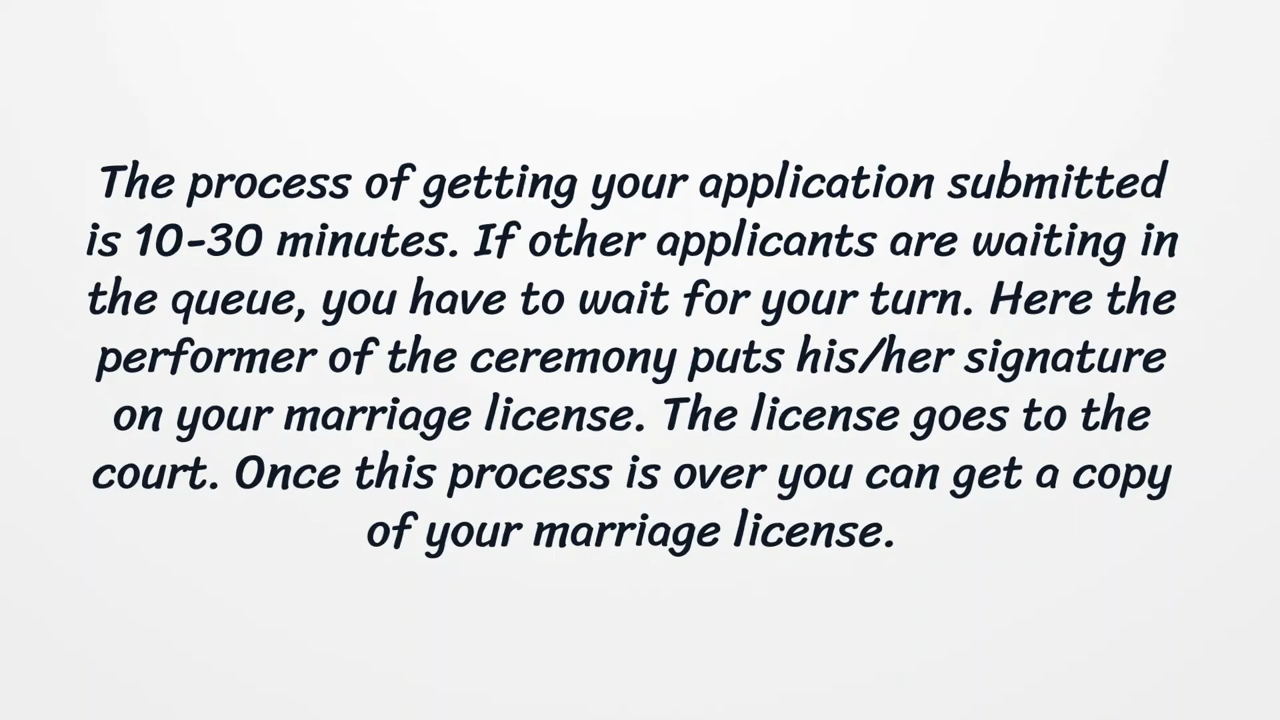 The process of getting your application submitted
is 10-30 minutes. If other applicants are waiting in
the queue, you have to wait for your turn. Here the
performer of the ceremony puts his/her signature
on your marriage license. The license goes to the
court. Once this process is over you can get a copy
of your marriage license.